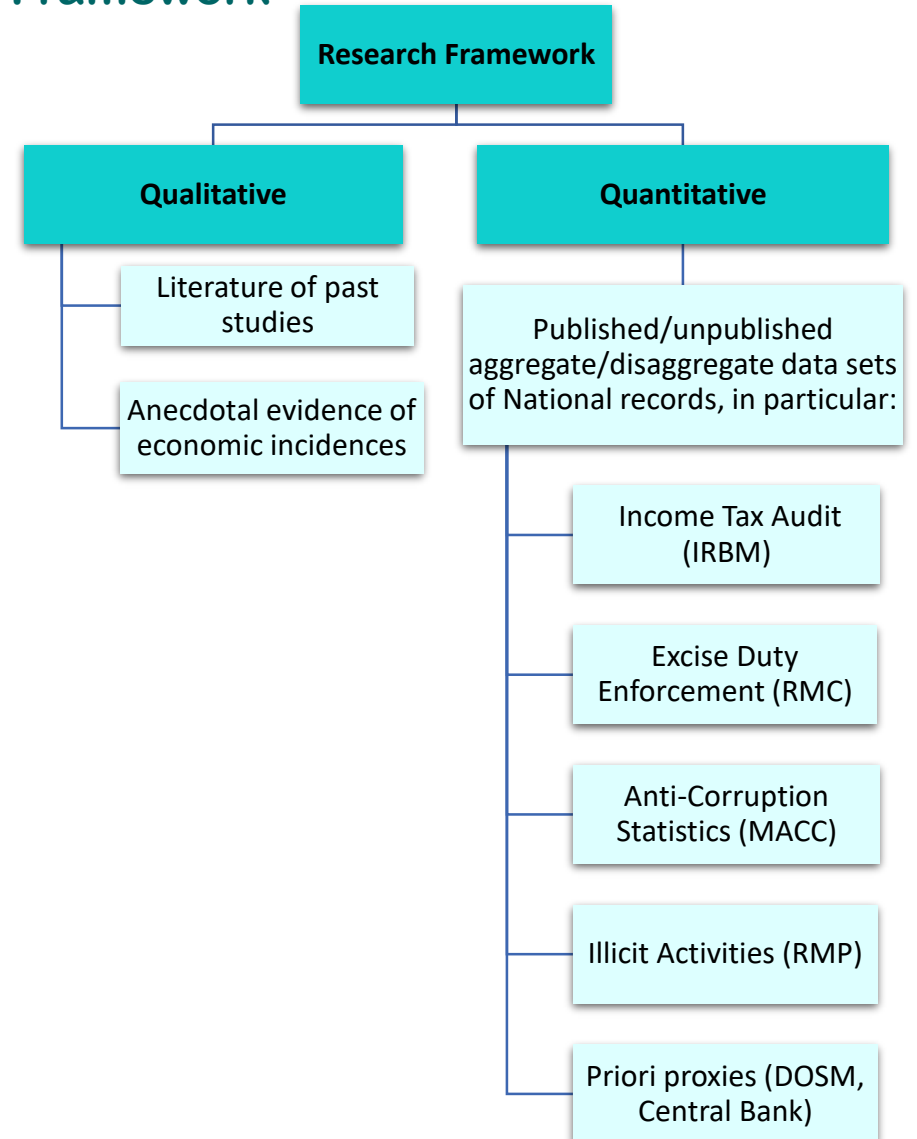 Framework
Research Framework
Qualitative
Literature of past
studies
Anecdotal evidence of
economic incidences
Quantitative
Published/unpublished
aggregate/disaggregate data sets
of National records, in particular:
Income Tax Audit
(IRBM)
Excise Duty
Enforcement (RMC)
Anti-Corruption
Statistics (MACC)
Illicit Activities (RMP)
Priori proxies (DOSM,
Central Bank)